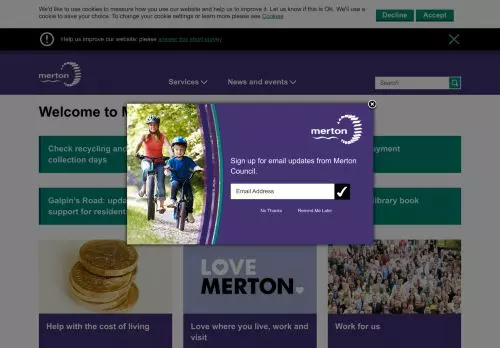 We'd like to use cookies to measure how you use our website and help us to improve it. Let us know if this is OK. We'll use a
cookie to save your choice. To change your cookie settings or learn more please see Cookies
Decline
Accept
Help us improve our website: please answer this short survey
merton
Services
News and events
Search
Welcome to M
Check recycling and
collection days
ayment
Galpin's Road: upda
support for resident
library book
merton
Sign up for email updates from Merton
Council.
Email Address
No Thanks
Remind Me Later
LOVE
MERTON
Help with the cost of living
Love where you live, work and
visit
Work for us